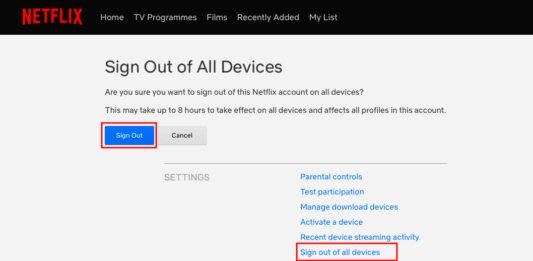 NETFLIX Home TV Programmes Films Recently Added My List
Sign Out of All Devices
Are you sure you want to sign out of this Netflix account on all devices?
This may take up to 8 hours to take effect on all devices and affects all profiles in this account.
Sign Out Cancel
SETTINGS Parental controls
Test participation
Manage download devices
Activate a device
Recent device streaming activity
Sign out of all devices